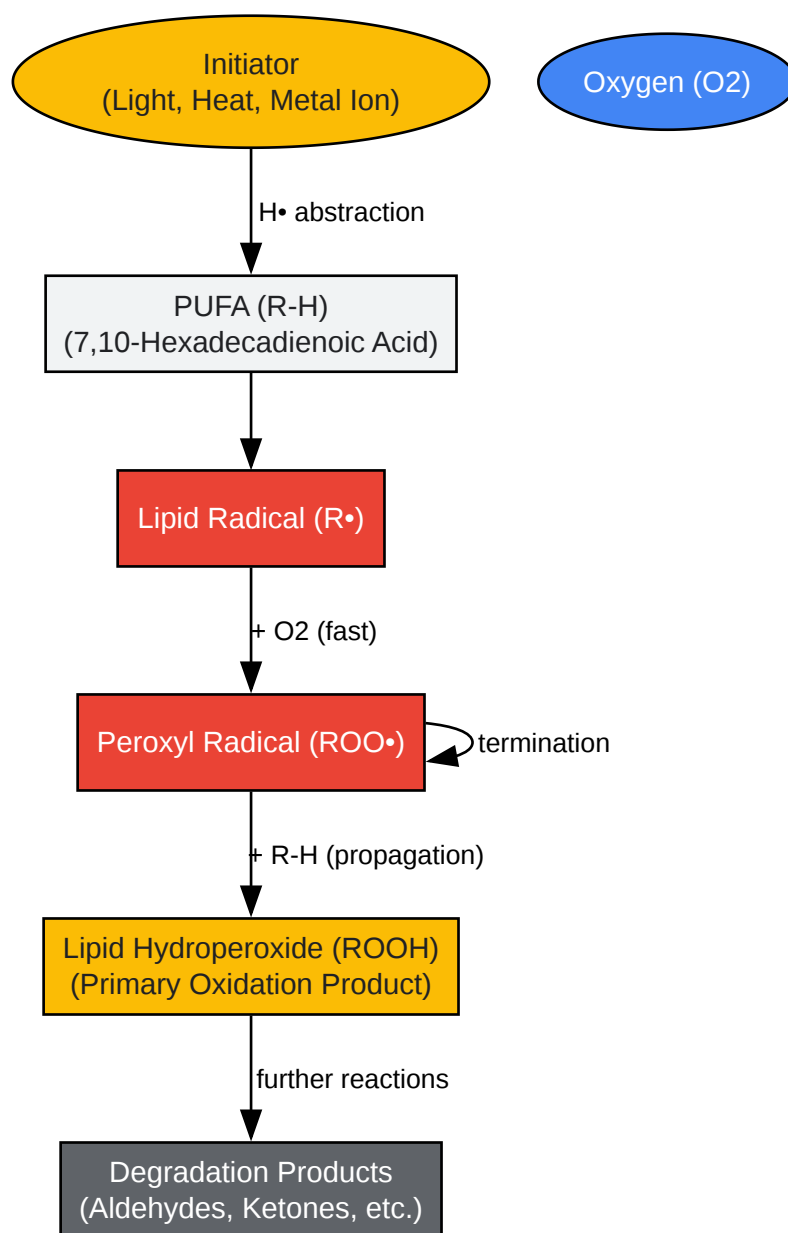 Initiator
(Light, Heat, Metal Ion)
Oxygen (O2)
H• abstraction
PUFA (R-H)
(7,10-Hexadecadienoic Acid)
Lipid Radical (R•)
+ O2 (fast)
Peroxyl Radical (ROO•)
termination
+ R-H (propagation)
Lipid Hydroperoxide (ROOH)
(Primary Oxidation Product)
further reactions
Degradation Products
(Aldehydes, Ketones, etc.)